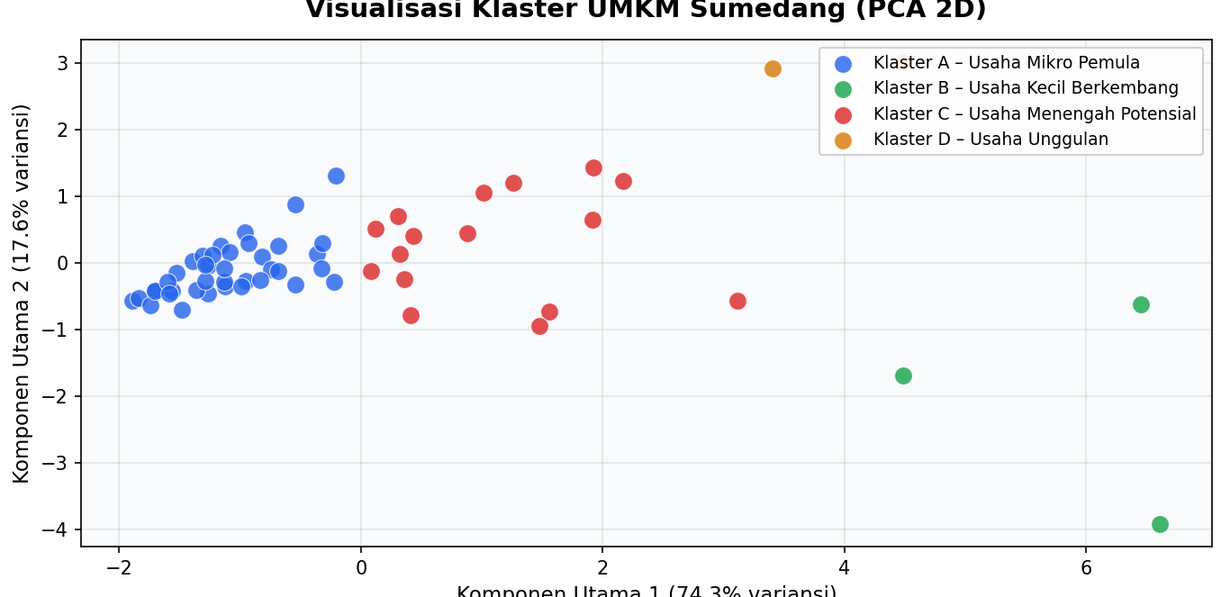 Visualisasi Klaster UMKM Sumedang (PCA 2D)
Klaster A – Usaha Mikro Pemula
Klaster B – Usaha Kecil Berkembang
Klaster C – Usaha Menengah Potensial
Klaster D – Usaha Unggulan
Komponen Utama 2 (17.6% variansi)
3
2
1
0
−1
−2
−3
−4
−2
0
2
4
6
Komponen Utama 1 (74.3% variansi)